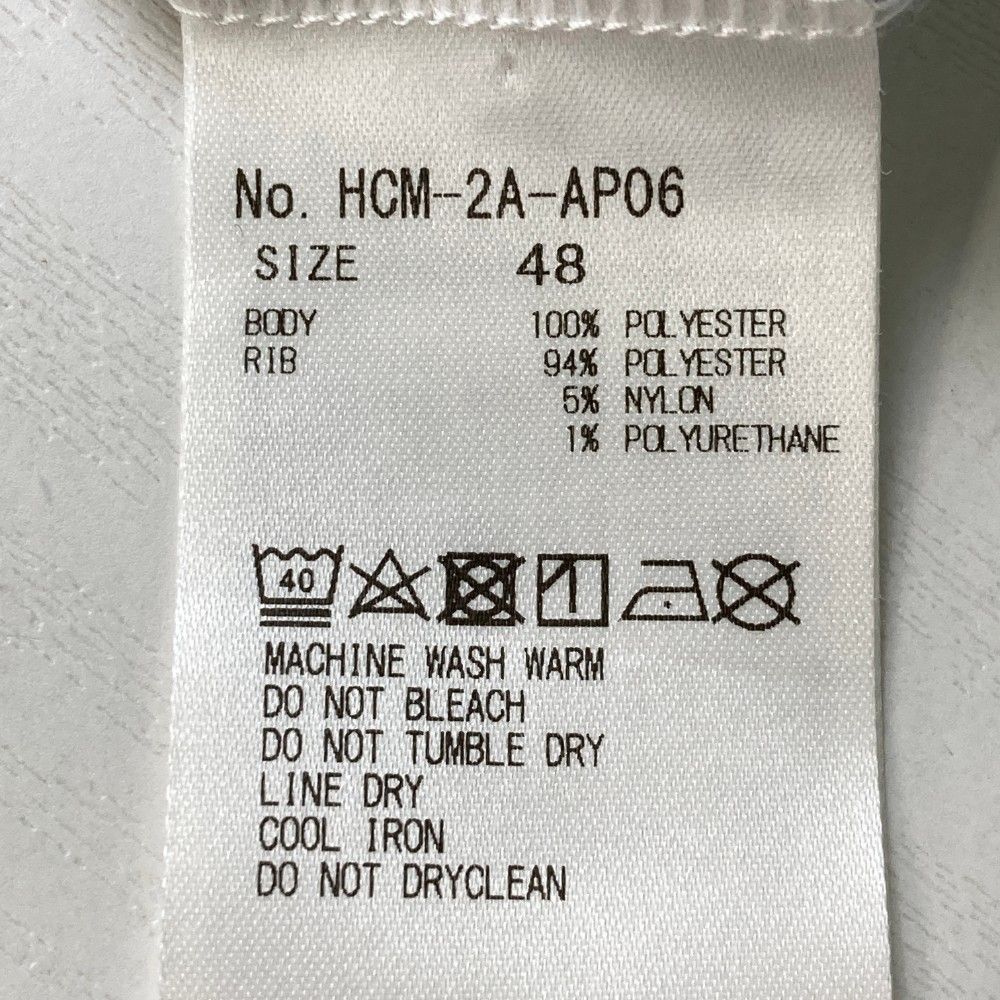 No. HCM-2A-AP06
SIZE 48
BODY 100% POLYESTER
RIB 94% POLYESTER
5% NYLON
1% POLYURETHANE
40
MACHINE WASH WARM
DO NOT BLEACH
DO NOT TUMBLE DRY
LINE DRY
COOL IRON
DO NOT DRYCLEAN